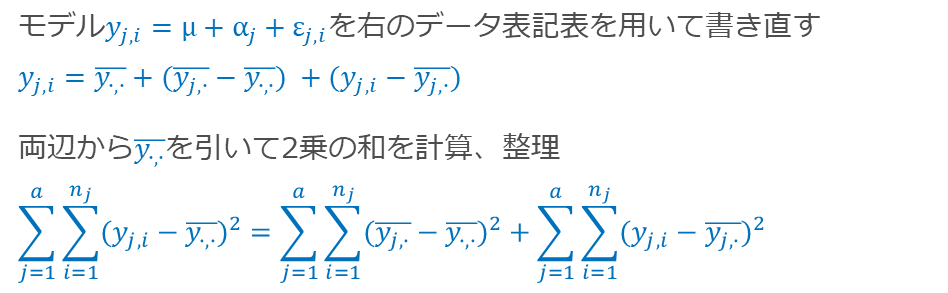 モデルy_{j,i} = μ + α_j + ε_{j,i}を右のデータ表記表を用いて書き直す
y_{j,i} = \overline{y_{·,·}} + (\overline{y_{j,·}} − \overline{y_{·,·}}) + (y_{j,i} − \overline{y_{j,·}})
両辺から\overline{y_{·,·}}を引いて2乗の和を計算、整理
\sum_{j=1}^{a} \sum_{i=1}^{n_j} (y_{j,i} − \overline{y_{·,·}})^2 = \sum_{j=1}^{a} \sum_{i=1}^{n_j} (\overline{y_{j,·}} − \overline{y_{·,·}})^2 + \sum_{j=1}^{a} \sum_{i=1}^{n_j} (y_{j,i} − \overline{y_{j,·}})^2